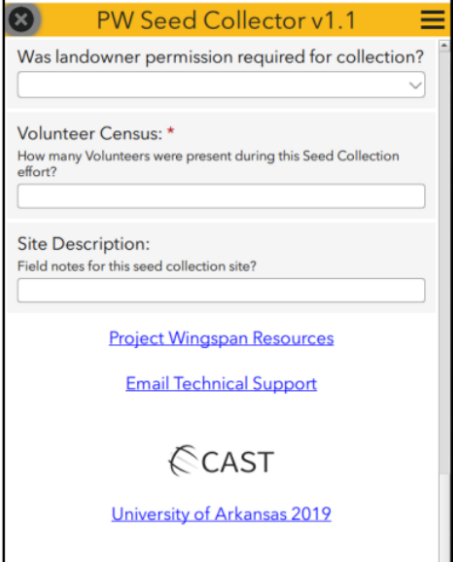 PW Seed Collector v1.1
Was landowner permission required for collection?
Volunteer Census: *
How many Volunteers were present during this Seed Collection
effort?
Site Description:
Field notes for this seed collection site?
Project Wingspan Resources
Email Technical Support
CAST
University of Arkansas 2019